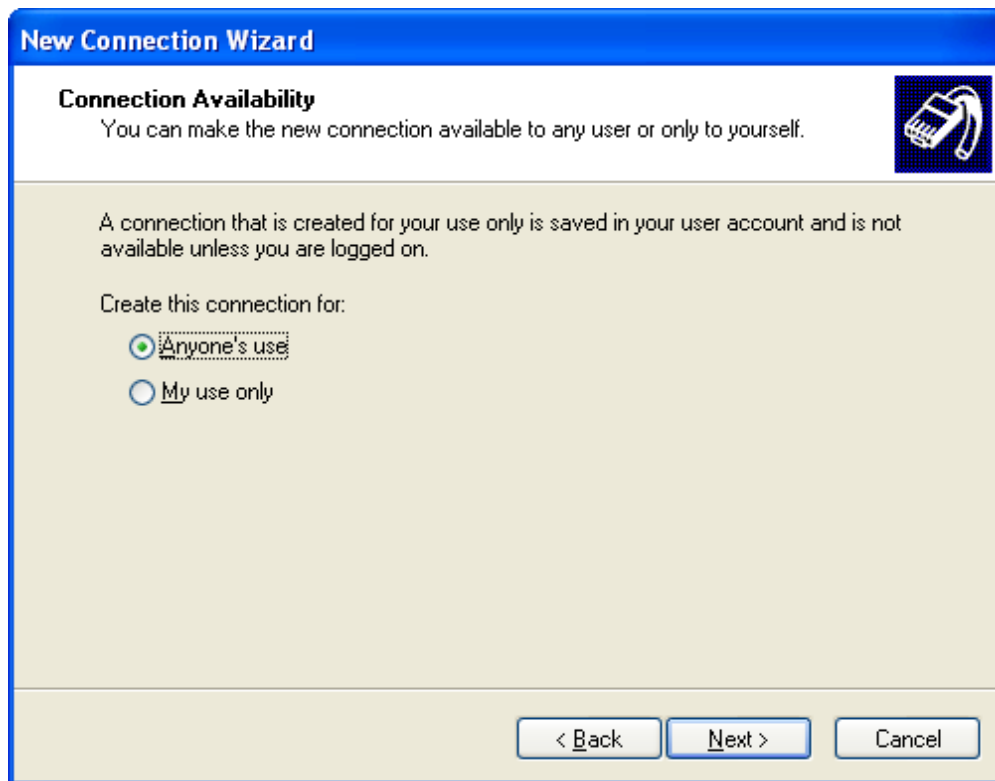 New Connection Wizard
Connection Availability
You can make the new connection available to any user or only to yourself.
A connection that is created for your use only is saved in your user account and is not
available unless you are logged on.
Create this connection for:
Anyone's use
My use only
< Back
Next >
Cancel